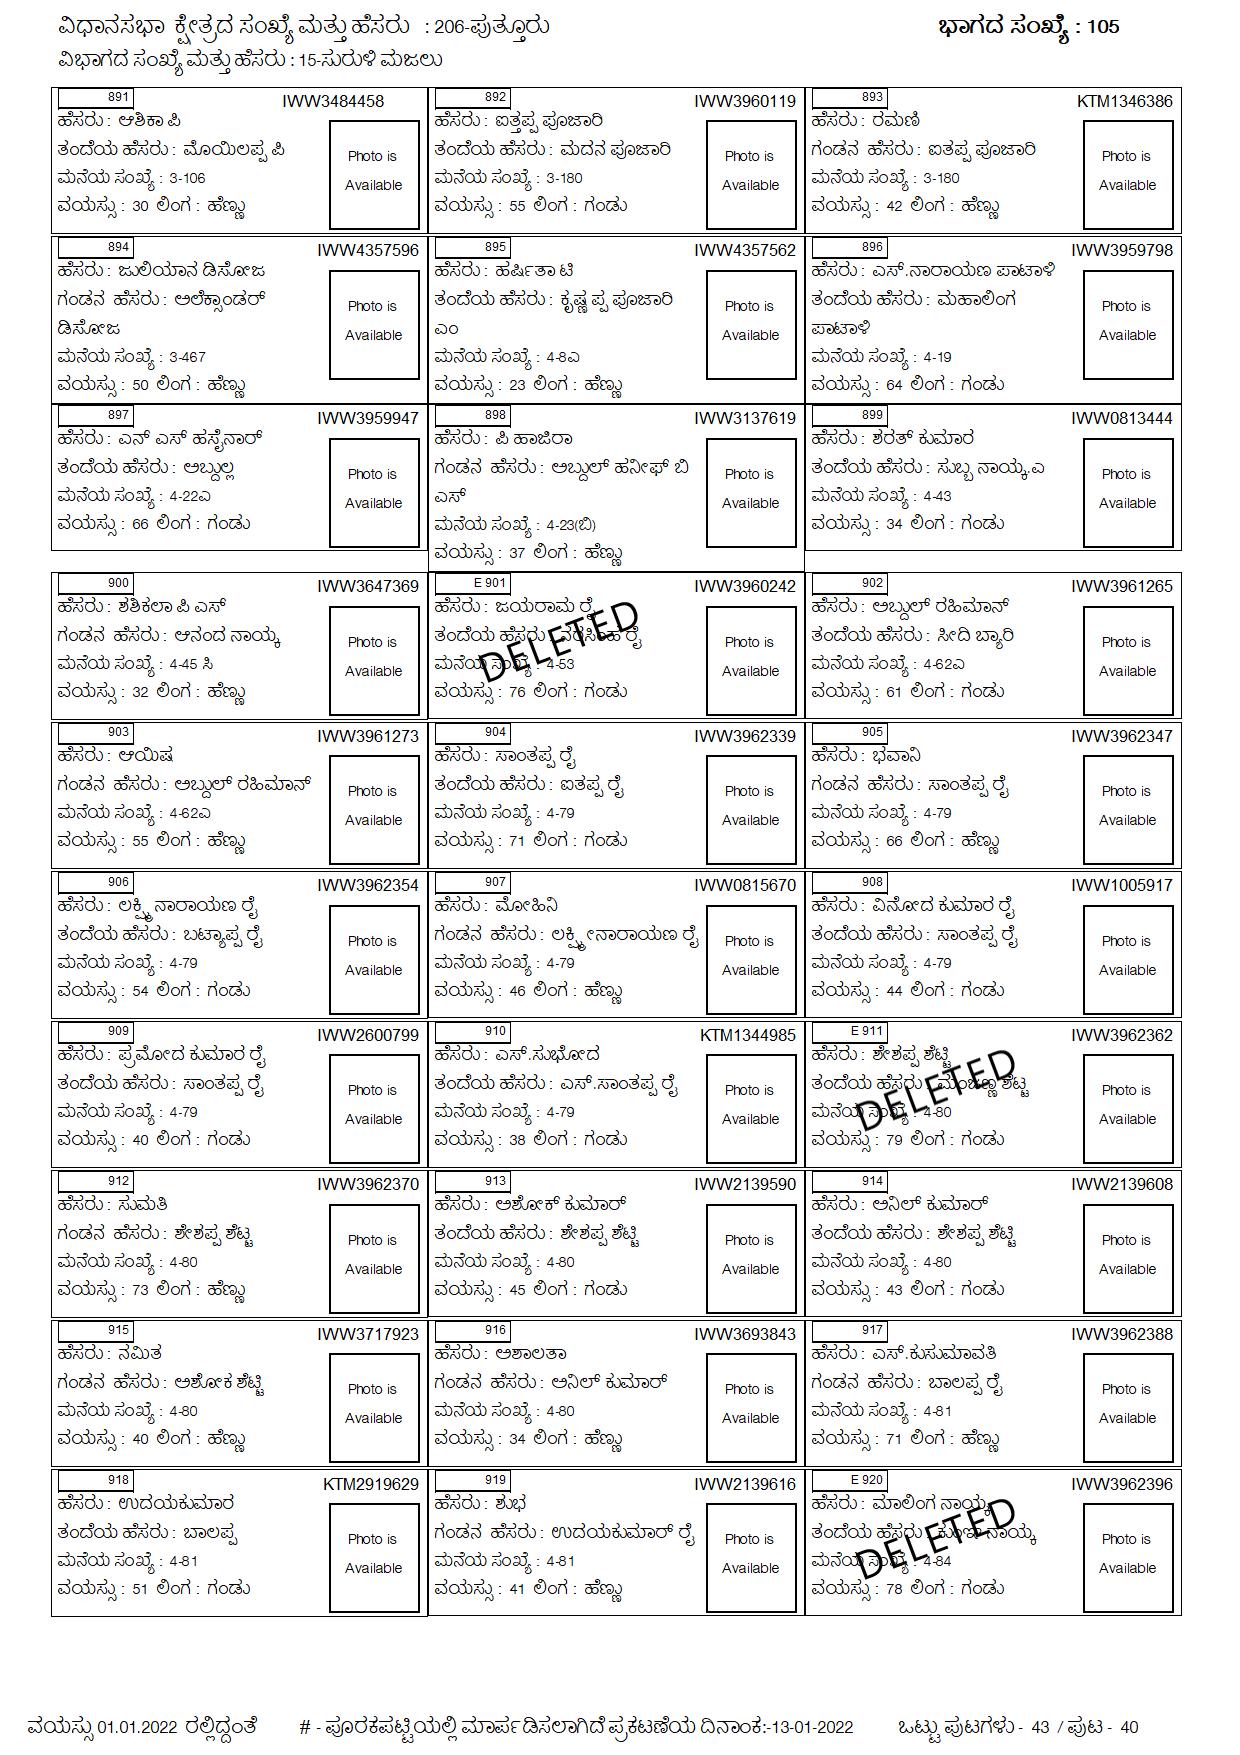 ವಿಧಾನಸಭಾ ಕ್ಷೇತ್ರದ ಸಂಖ್ಯೆ ಮತ್ತು ಹೆಸರು : 206-ಪುತ್ತೂರು
ಭಾಗದ ಸಂಖ್ಯೆ : 105
ವಿಭಾಗದ ಸಂಖ್ಯೆ ಮತ್ತು ಹೆಸರು : 15-ಸುರುಳಿ ಮಜಲು
891 IWW3484458
ಹೆಸರು : ಆಶಿಕಾ ಪಿ
ತಂದೆಯ ಹೆಸರು : ಮೊಯಿಲಪ್ಪ ಪಿ
ಮನೆಯ ಸಂಖ್ಯೆ : 3-106
ವಯಸ್ಸು : 30 ಲಿಂಗ : ಹೆಣ್ಣು
Photo is
Available
892 IWW3960119
ಹೆಸರು : ಐತ್ತಪ್ಪ ಪೂಜಾರಿ
ತಂದೆಯ ಹೆಸರು : ಮದನ ಪೂಜಾರಿ
ಮನೆಯ ಸಂಖ್ಯೆ : 3-180
ವಯಸ್ಸು : 55 ಲಿಂಗ : ಗಂಡು
Photo is
Available
893 KTM1346386
ಹೆಸರು : ರಮಣಿ
ಗಂಡನ ಹೆಸರು : ಐತಪ್ಪ ಪೂಜಾರಿ
ಮನೆಯ ಸಂಖ್ಯೆ : 3-180
ವಯಸ್ಸು : 42 ಲಿಂಗ : ಹೆಣ್ಣು
Photo is
Available
894 IWW4357596
ಹೆಸರು : ಜುಲಿಯಾನ ಡಿಸೋಜ
ಗಂಡನ ಹೆಸರು : ಅಲೆಕ್ಸಾಂಡರ್
ಡಿಸೋಜ
ಮನೆಯ ಸಂಖ್ಯೆ : 3-467
ವಯಸ್ಸು : 50 ಲಿಂಗ : ಹೆಣ್ಣು
Photo is
Available
895 IWW4357562
ಹೆಸರು : ಹರ್ಷಿತಾ ಟಿ
ತಂದೆಯ ಹೆಸರು : ಕೃಷ್ಣಪ್ಪ ಪೂಜಾರಿ
ಎಂ
ಮನೆಯ ಸಂಖ್ಯೆ : 4-8ಎ
ವಯಸ್ಸು : 23 ಲಿಂಗ : ಹೆಣ್ಣು
Photo is
Available
896 IWW3959798
ಹೆಸರು : ಎಸ್.ನಾರಾಯಣ ಪಾಟಾಳಿ
ತಂದೆಯ ಹೆಸರು : ಮಹಾಲಿಂಗ
ಪಾಟಾಳಿ
ಮನೆಯ ಸಂಖ್ಯೆ : 4-19
ವಯಸ್ಸು : 64 ಲಿಂಗ : ಗಂಡು
Photo is
Available
897 IWW3959947
ಹೆಸರು : ಎನ್ ಎಸ್ ಹಸೈನಾರ್
ತಂದೆಯ ಹೆಸರು : ಅಬ್ದುಲ್ಲ
ಮನೆಯ ಸಂಖ್ಯೆ : 4-22ಎ
ವಯಸ್ಸು : 66 ಲಿಂಗ : ಗಂಡು
Photo is
Available
898 IWW3137619
ಹೆಸರು : ಪಿ ಹಾಜಿರಾ
ಗಂಡನ ಹೆಸರು : ಅಬ್ದುಲ್ ಹನೀಫ್ ಬಿ
ಎಸ್
ಮನೆಯ ಸಂಖ್ಯೆ : 4-23(ಬಿ)
ವಯಸ್ಸು : 37 ಲಿಂಗ : ಹೆಣ್ಣು
Photo is
Available
899 IWW0813444
ಹೆಸರು : ಶರತ್ ಕುಮಾರ
ತಂದೆಯ ಹೆಸರು : ಸುಬ್ಬ ನಾಯ್ಕ.ಎ
ಮನೆಯ ಸಂಖ್ಯೆ : 4-43
ವಯಸ್ಸು : 34 ಲಿಂಗ : ಗಂಡು
Photo is
Available
900 IWW3647369
ಹೆಸರು : ಶಶಿಕಲಾ ಪಿ ಎಸ್
ಗಂಡನ ಹೆಸರು : ಆನಂದ ನಾಯ್ಕ
ಮನೆಯ ಸಂಖ್ಯೆ : 4-45 ಸಿ
ವಯಸ್ಸು : 32 ಲಿಂಗ : ಹೆಣ್ಣು
Photo is
Available
E 901 IWW3960242
ಹೆಸರು : ಜಯರಾಮ ರೈ
ತಂದೆಯ ಹೆಸರು : ರೈ
ಮನೆಯ ಸಂಖ್ಯೆ : 4-53
ವಯಸ್ಸು : 76 ಲಿಂಗ : ಗಂಡು
DELETED
Photo is
Available
902 IWW3961265
ಹೆಸರು : ಅಬ್ದುಲ್ ರಹಿಮಾನ್
ತಂದೆಯ ಹೆಸರು : ಸೀದಿ ಬ್ಯಾರಿ
ಮನೆಯ ಸಂಖ್ಯೆ : 4-62ಎ
ವಯಸ್ಸು : 61 ಲಿಂಗ : ಗಂಡು
Photo is
Available
903 IWW3961273
ಹೆಸರು : ಆಯಿಷ
ಗಂಡನ ಹೆಸರು : ಅಬ್ದುಲ್ ರಹಿಮಾನ್
ಮನೆಯ ಸಂಖ್ಯೆ : 4-62ಎ
ವಯಸ್ಸು : 55 ಲಿಂಗ : ಹೆಣ್ಣು
Photo is
Available
904 IWW3962339
ಹೆಸರು : ಸಾಂತಪ್ಪ ರೈ
ತಂದೆಯ ಹೆಸರು : ಐತಪ್ಪ ರೈ
ಮನೆಯ ಸಂಖ್ಯೆ : 4-79
ವಯಸ್ಸು : 71 ಲಿಂಗ : ಗಂಡು
Photo is
Available
905 IWW3962347
ಹೆಸರು : ಭವಾನಿ
ಗಂಡನ ಹೆಸರು : ಸಾಂತಪ್ಪ ರೈ
ಮನೆಯ ಸಂಖ್ಯೆ : 4-79
ವಯಸ್ಸು : 66 ಲಿಂಗ : ಹೆಣ್ಣು
Photo is
Available
906 IWW3962354
ಹೆಸರು : ಲಕ್ಷ್ಮಿ ನಾರಾಯಣ ರೈ
ತಂದೆಯ ಹೆಸರು : ಬಟ್ಯಾಪ್ಪ ರೈ
ಮನೆಯ ಸಂಖ್ಯೆ : 4-79
ವಯಸ್ಸು : 54 ಲಿಂಗ : ಗಂಡು
Photo is
Available
907 IWW0815670
ಹೆಸರು : ಮೋಹಿನಿ
ಗಂಡನ ಹೆಸರು : ಲಕ್ಷ್ಮೀನಾರಾಯಣ ರೈ
ಮನೆಯ ಸಂಖ್ಯೆ : 4-79
ವಯಸ್ಸು : 46 ಲಿಂಗ : ಹೆಣ್ಣು
Photo is
Available
908 IWW1005917
ಹೆಸರು : ವಿನೋದ ಕುಮಾರ ರೈ
ತಂದೆಯ ಹೆಸರು : ಸಾಂತಪ್ಪ ರೈ
ಮನೆಯ ಸಂಖ್ಯೆ : 4-79
ವಯಸ್ಸು : 44 ಲಿಂಗ : ಗಂಡು
Photo is
Available
909 IWW2600799
ಹೆಸರು : ಪ್ರಮೋದ ಕುಮಾರ ರೈ
ತಂದೆಯ ಹೆಸರು : ಸಾಂತಪ್ಪ ರೈ
ಮನೆಯ ಸಂಖ್ಯೆ : 4-79
ವಯಸ್ಸು : 40 ಲಿಂಗ : ಗಂಡು
Photo is
Available
910 KTM1344985
ಹೆಸರು : ಎಸ್.ಸುಭೋದ
ತಂದೆಯ ಹೆಸರು : ಎಸ್.ಸಾಂತಪ್ಪ ರೈ
ಮನೆಯ ಸಂಖ್ಯೆ : 4-79
ವಯಸ್ಸು : 38 ಲಿಂಗ : ಗಂಡು
Photo is
Available
E 911 IWW3962362
ಹೆಸರು : ಶೇಶಪ್ಪ ಶೆಟ್ಟಿ
ತಂದೆಯ ಹೆಸರು : ಶೆಟ್ಟಿ
ಮನೆಯ ಸಂಖ್ಯೆ : 4-80
ವಯಸ್ಸು : 79 ಲಿಂಗ : ಗಂಡು
DELETED
Photo is
Available
912 IWW3962370
ಹೆಸರು : ಸುಮತಿ
ಗಂಡನ ಹೆಸರು : ಶೇಶಪ್ಪ ಶೆಟ್ಟಿ
ಮನೆಯ ಸಂಖ್ಯೆ : 4-80
ವಯಸ್ಸು : 73 ಲಿಂಗ : ಹೆಣ್ಣು
Photo is
Available
913 IWW2139590
ಹೆಸರು : ಅಶೋಕ್ ಕುಮಾರ್
ತಂದೆಯ ಹೆಸರು : ಶೇಶಪ್ಪ ಶೆಟ್ಟಿ
ಮನೆಯ ಸಂಖ್ಯೆ : 4-80
ವಯಸ್ಸು : 45 ಲಿಂಗ : ಗಂಡು
Photo is
Available
914 IWW2139608
ಹೆಸರು : ಅನಿಲ್ ಕುಮಾರ್
ತಂದೆಯ ಹೆಸರು : ಶೇಶಪ್ಪ ಶೆಟ್ಟಿ
ಮನೆಯ ಸಂಖ್ಯೆ : 4-80
ವಯಸ್ಸು : 43 ಲಿಂಗ : ಗಂಡು
Photo is
Available
915 IWW3717923
ಹೆಸರು : ನಮಿತ
ಗಂಡನ ಹೆಸರು : ಅಶೋಕ ಶೆಟ್ಟಿ
ಮನೆಯ ಸಂಖ್ಯೆ : 4-80
ವಯಸ್ಸು : 40 ಲಿಂಗ : ಹೆಣ್ಣು
Photo is
Available
916 IWW3693843
ಹೆಸರು : ಆಶಾಲತಾ
ಗಂಡನ ಹೆಸರು : ಅನಿಲ್ ಕುಮಾರ್
ಮನೆಯ ಸಂಖ್ಯೆ : 4-80
ವಯಸ್ಸು : 34 ಲಿಂಗ : ಹೆಣ್ಣು
Photo is
Available
917 IWW3962388
ಹೆಸರು : ಎಸ್.ಕುಸುಮಾವತಿ
ಗಂಡನ ಹೆಸರು : ಬಾಲಪ್ಪ ರೈ
ಮನೆಯ ಸಂಖ್ಯೆ : 4-81
ವಯಸ್ಸು : 71 ಲಿಂಗ : ಹೆಣ್ಣು
Photo is
Available
918 KTM2919629
ಹೆಸರು : ಉದಯಕುಮಾರ
ತಂದೆಯ ಹೆಸರು : ಬಾಲಪ್ಪ
ಮನೆಯ ಸಂಖ್ಯೆ : 4-81
ವಯಸ್ಸು : 51 ಲಿಂಗ : ಗಂಡು
Photo is
Available
919 IWW2139616
ಹೆಸರು : ಶುಭ
ಗಂಡನ ಹೆಸರು : ಉದಯಕುಮಾರ್ ರೈ
ಮನೆಯ ಸಂಖ್ಯೆ : 4-81
ವಯಸ್ಸು : 41 ಲಿಂಗ : ಹೆಣ್ಣು
Photo is
Available
E 920 IWW3962396
ಹೆಸರು : ಮಾಲಿಂಗ ನಾಯ್ಕ
ತಂದೆಯ ಹೆಸರು : ನಾಯ್ಕ
ಮನೆಯ ಸಂಖ್ಯೆ : 4-84
ವಯಸ್ಸು : 78 ಲಿಂಗ : ಗಂಡು
DELETED
Photo is
Available
ವಯಸ್ಸು 01.01.2022 ರಲ್ಲಿದ್ದಂತೆ # - ಪೂರಕಪಟ್ಟಿಯಲ್ಲಿ ಮಾರ್ಪಡಿಸಲಾಗಿದೆ ಪ್ರಕಟಣೆಯ ದಿನಾಂಕ:-13-01-2022 ಒಟ್ಟು ಪುಟಗಳು - 43 / ಪುಟ - 40